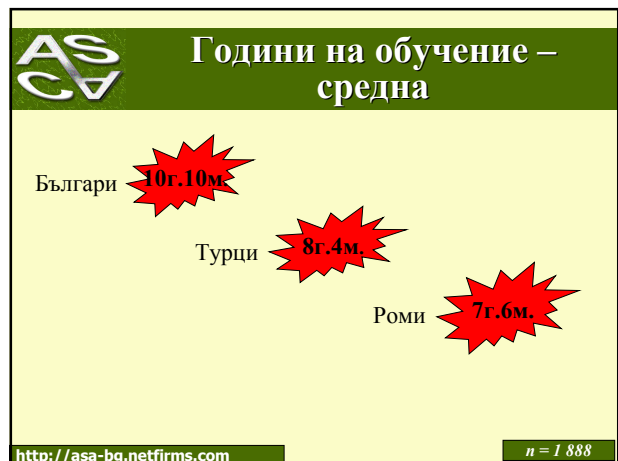 ASCA
Години на обучение –
средна
Българи 10г.10м.
Турци 8г.4м.
Роми 7г.6м.
http://asa-bg.netfirms.com
n = 1 888